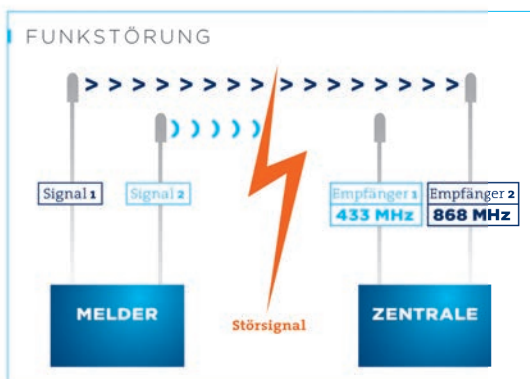 FUNKSTÖRUNG
Signal 1
Signal 2
Empfänger 1
433 MHz
Empfänger 2
868 MHz
MELDER
Störsignal
ZENTRALE